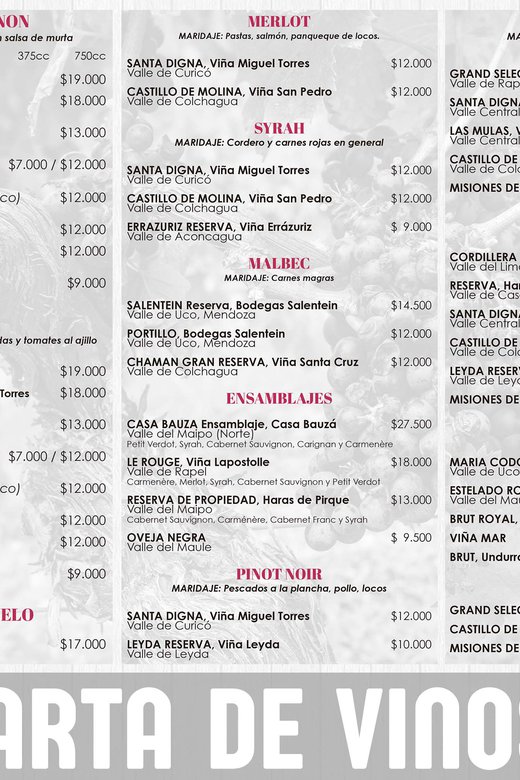 NON
n salsa de murta
375cc 750cc
$19.000
$18.000
$13.000
$7.000 / $12.000
co) $12.000
$12.000
$12.000
$9.000
das y tomates al ajillo
$19.000
Torres $18.000
$13.000
$7.000 / $12.000
co) $12.000
$12.000
$12.000
$9.000
ELO
$17.000
MERLOT
MARIDAJE: Pastas, salmón, panqueque de locos.
SANTA DIGNA, Viña Miguel Torres $12.000
Valle de Curicó
CASTILLO DE MOLINA, Viña San Pedro $12.000
Valle de Colchagua
SYRAH
MARIDAJE: Cordero y carnes rojas en general
SANTA DIGNA, Viña Miguel Torres $12.000
Valle de Curicó
CASTILLO DE MOLINA, Viña San Pedro $12.000
Valle de Colchagua
ERRAZURIZ RESERVA, Viña Errázuriz $ 9.000
Valle de Aconcagua
MALBEC
MARIDAJE: Carnes magras
SALENTEIN Reserva, Bodegas Salentein $14.500
Valle de Uco, Mendoza
PORTILLO, Bodegas Salentein $12.000
Valle de Uco, Mendoza
CHAMAN GRAN RESERVA, Viña Santa Cruz $12.000
Valle de Colchagua
ENSAMBLAJES
CASA BAUZA Ensamblaje, Casa Bauzá $27.500
Valle del Maipo (Norte)
Petit Verdot, Syrah, Cabernet Sauvignon, Carignan y Carmenère
LE ROUGE, Viña Lapostolle $18.000
Valle de Rapel
Carmenère, Merlot, Syrah, Cabernet Sauvignon y Petit Verdot
RESERVA DE PROPIEDAD, Haras de Pirque $13.000
Valle del Maipo
Cabernet Sauvignon, Carménère, Cabernet Franc y Syrah
OVEJA NEGRA $ 9.500
Valle del Maule
PINOT NOIR
MARIDAJE: Pescados a la plancha, pollo, locos
SANTA DIGNA, Viña Miguel Torres $12.000
Valle de Curicó
LEYDA RESERVA, Viña Leyda $10.000
Valle de Leyda
MA
GRAND SELEC
Valle de Rap
SANTA DIGNA
Valle Central
LAS MULAS, V
Valle Central
CASTILLO DE
Valle de Colc
MISIONES DE
CORDILLERA
Valle del Lima
RESERVA, Har
Valle de Cas
SANTA DIGNA
Valle Central
CASTILLO DE
Valle de Colc
LEYDA RESERV
Valle de Leyd
MISIONES DE
MARIA CODO
Valle de Uco
ESTELADO RO
Valle del Mau
BRUT ROYAL,
VIÑA MAR
BRUT, Undurra
GRAND SELEC
CASTILLO DE
MISIONES DE
ARTA DE VINOS